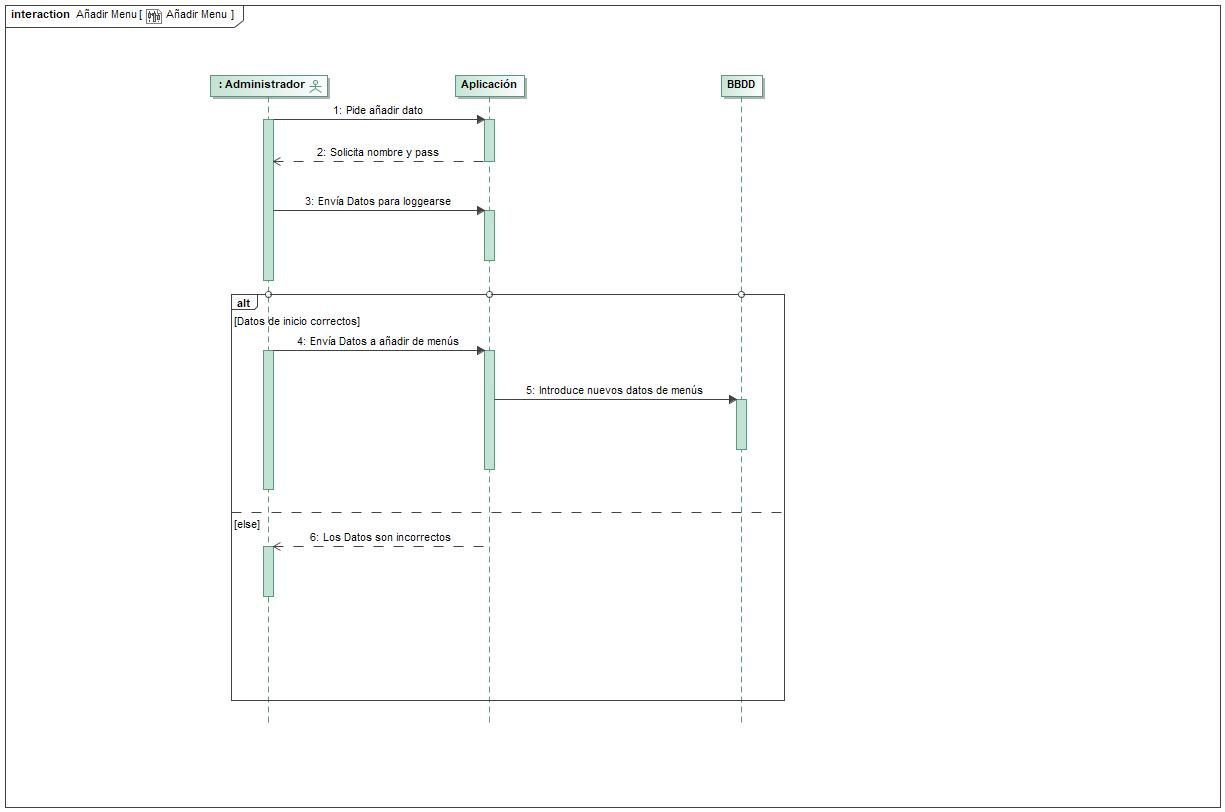 interaction Añadir Menu [ Añadir Menu ]
: Administrador
Aplicación
BBDD
1: Pide añadir dato
2: Solicita nombre y pass
3: Envía Datos para loggearse
alt
[Datos de inicio correctos]
4: Envía Datos a añadir de menús
5: Introduce nuevos datos de menús
[else]
6: Los Datos son incorrectos